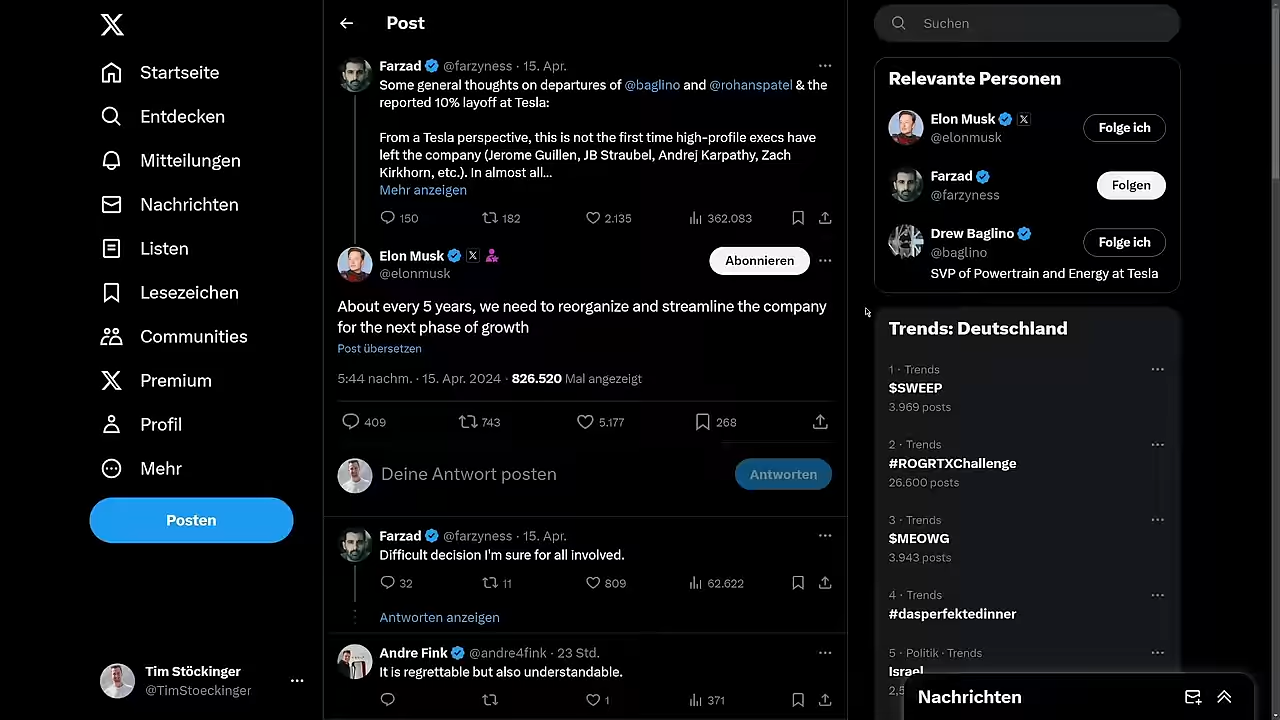 Startseite
Entdecken
Mitteilungen
Nachrichten
Listen
Lesezeichen
Communities
Premium
Profil
Mehr
Posten
Tim Stöckinger
@TimStoeckinger
Post
Farzad @farzyness · 15. Apr.
Some general thoughts on departures of @baglino and @rohanspatel & the
reported 10% layoff at Tesla:
From a Tesla perspective, this is not the first time high-profile execs have
left the company (Jerome Guillen, JB Straubel, Andrej Karpathy, Zach
Kirkhorn, etc.). In almost all...
Mehr anzeigen
150 182 2.135 362.083
Elon Musk
@elonmusk
Abonnieren
About every 5 years, we need to reorganize and streamline the company
for the next phase of growth
Post übersetzen
5:44 nachm. · 15. Apr. 2024 · 826.520 Mal angezeigt
409 743 5.177 268
Deine Antwort posten
Antworten
Farzad @farzyness · 15. Apr.
Difficult decision I'm sure for all involved.
32 11 809 62.622
Antworten anzeigen
Andre Fink @andre4fink · 23 Std.
It is regrettable but also understandable.
1 371
Suchen
Relevante Personen
Elon Musk
@elonmusk
Folge ich
Farzad
@farzyness
Folgen
Drew Baglino
@baglino
Folge ich
SVP of Powertrain and Energy at Tesla
Trends: Deutschland
1 · Trends
$SWEEP
3.969 posts
2 · Trends
#ROGRTXChallenge
26.600 posts
3 · Trends
$MEOWG
3.943 posts
4 · Trends
#dasperfektedinner
5 · Politik · Trends
Israel
Nachrichten